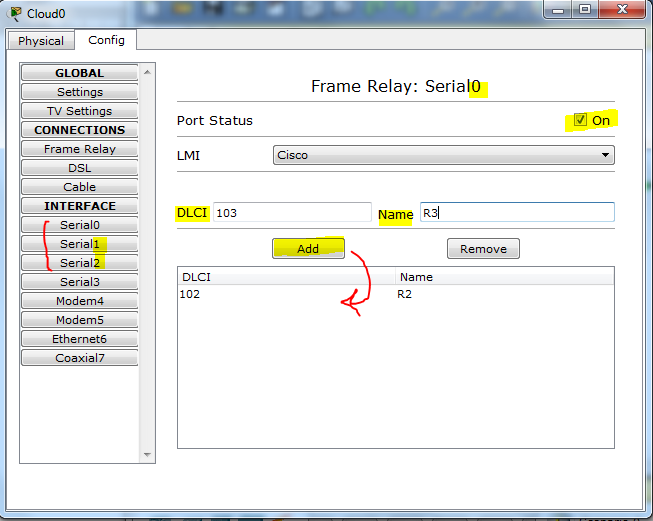 Cloud0
Physical
Config
GLOBAL
Settings
TV Settings
CONNECTIONS
Frame Relay
DSL
Cable
INTERFACE
Serial0
Serial1
Serial2
Serial3
Modem4
Modem5
Ethernet6
Coaxial7
Frame Relay: Serial0
Port Status
On
LMI
Cisco
DLCI 103 Name R3
Add Remove
DLCI Name
102 R2